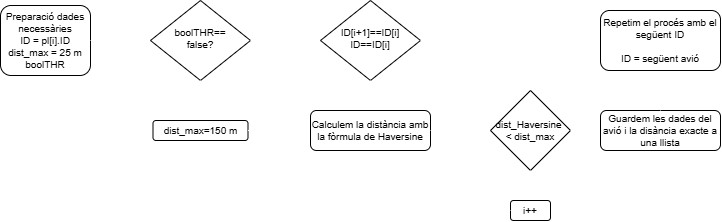 Preparació dades
necessàries
ID = pl[i].ID
dist_max = 25 m
boolTHR
boolTHR==
false?
ID[i+1]==ID[i]
ID==ID[i]
Repetim el procés amb el
següent ID
ID = següent avió
dist_max=150 m
Calculem la distància amb
la fòrmula de Haversine
dist_Haversine
< dist_max
Guardem les dades del
avió i la disància exacte a
una llista
i++